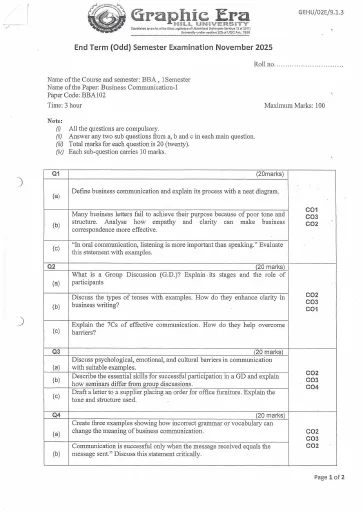 GEHU/02E/9.1.3
Graphic Era
HILL UNIVERSITY
End Term (Odd) Semester Examination November 2025
Roll no.
Name of the Course and semester: BBA , 1Semester
Name of the Paper: Business Communication-I
Paper Code: BBA102
Time: 3 hour Maximum Marks: 100
Note:
(i) All the questions are compulsory.
(ii) Answer any two sub questions from a, b and c in each main question.
(iii) Total marks for each question is 20 (twenty).
(iv) Each sub-question carries 10 marks.
Q1 (20marks)
(a) Define business communication and explain its process with a neat diagram.
(b) Many business letters fail to achieve their purpose because of poor tone and
structure. Analyse how empathy and clarity can make business
correspondence more effective.
(c) "In oral communication, listening is more important than speaking." Evaluate
this statement with examples.
CO1
CO3
CO2
Q2 (20 marks)
(a) What is a Group Discussion (G.D.)? Explain its stages and the role of
participants
(b) Discuss the types of tenses with examples. How do they enhance clarity in
business writing?
(c) Explain the 7Cs of effective communication. How do they help overcome
barriers?
CO2
CO3
CO1
Q3 (20 marks)
(a) Discuss psychological, emotional, and cultural barriers in communication
with suitable examples.
(b) Describe the essential skills for successful participation in a GD and explain
how seminars differ from group discussions.
(c) Draft a letter to a supplier placing an order for office furniture. Explain the
tone and structure used.
CO2
CO3
CO4
Q4 (20 marks)
(a) Create three examples showing how incorrect grammar or vocabulary can
change the meaning of business communication.
(b) Communication is successful only when the message received equals the
message sent." Discuss this statement critically.
CO2
CO3
CO2
Page 1 of 2